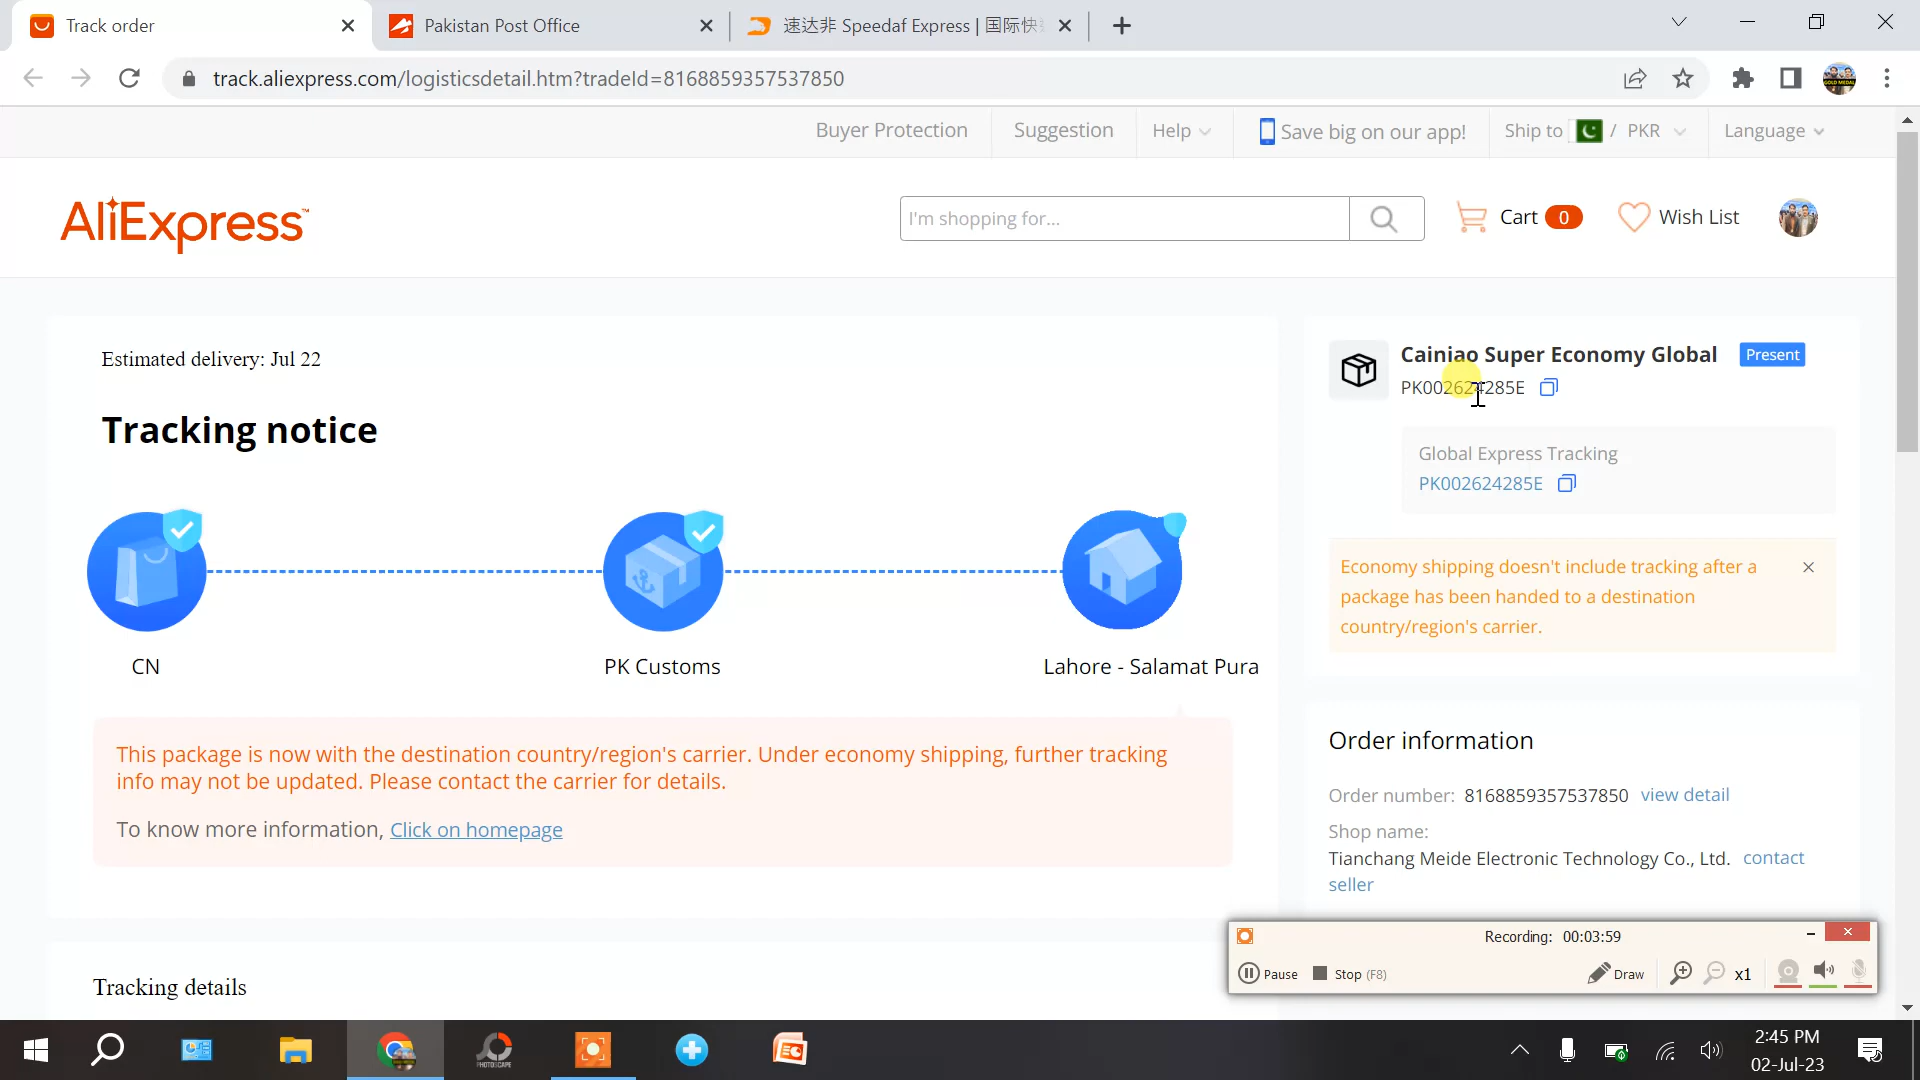 Track order
Pakistan Post Office
速达非 Speedaf Express | 国际快
track.aliexpress.com/logisticsdetail.htm?tradeId=8168859357537850
Buyer Protection
Suggestion
Help
Save big on our app!
Ship to / PKR
Language
AliExpress™
I'm shopping for...
Cart 0
Wish List
Estimated delivery: Jul 22
Tracking notice
CN
PK Customs
Lahore - Salamat Pura
This package is now with the destination country/region's carrier. Under economy shipping, further tracking
info may not be updated. Please contact the carrier for details.
To know more information, Click on homepage
Tracking details
Cainiao Super Economy Global Present
PK002624285E
Global Express Tracking
PK002624285E
Economy shipping doesn't include tracking after a
package has been handed to a destination
country/region's carrier.
Order information
Order number: 8168859357537850 view detail
Shop name:
Tianchang Meide Electronic Technology Co., Ltd. contact
seller
Recording: 00:03:59
Pause Stop (F8) Draw x1
PHOTOSCAPE
2:45 PM
02-Jul-23